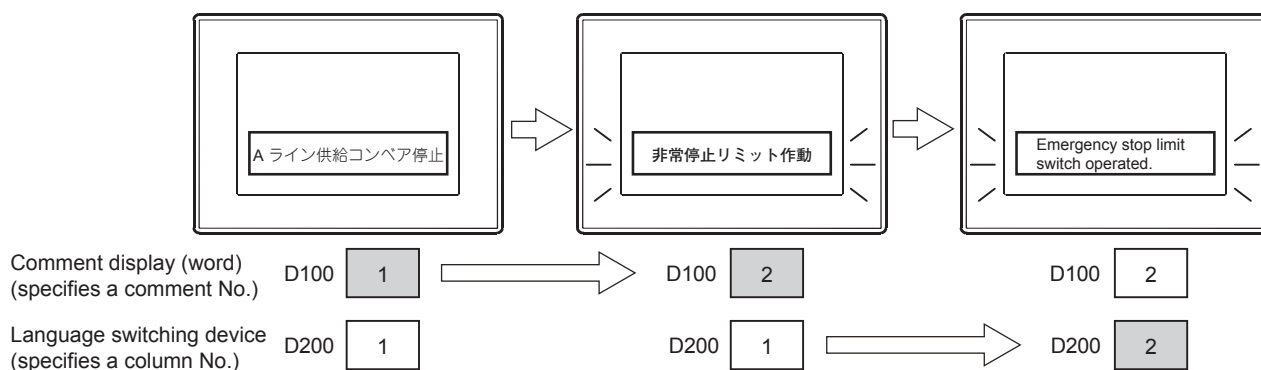 A ライン供給コンベア停止
非常停止リミット作動
Emergency stop limit
switch operated.
Comment display (word)
(specifies a comment No.)
D100 1
D100 2
D100 2
Language switching device
(specifies a column No.)
D200 1
D200 1
D200 2